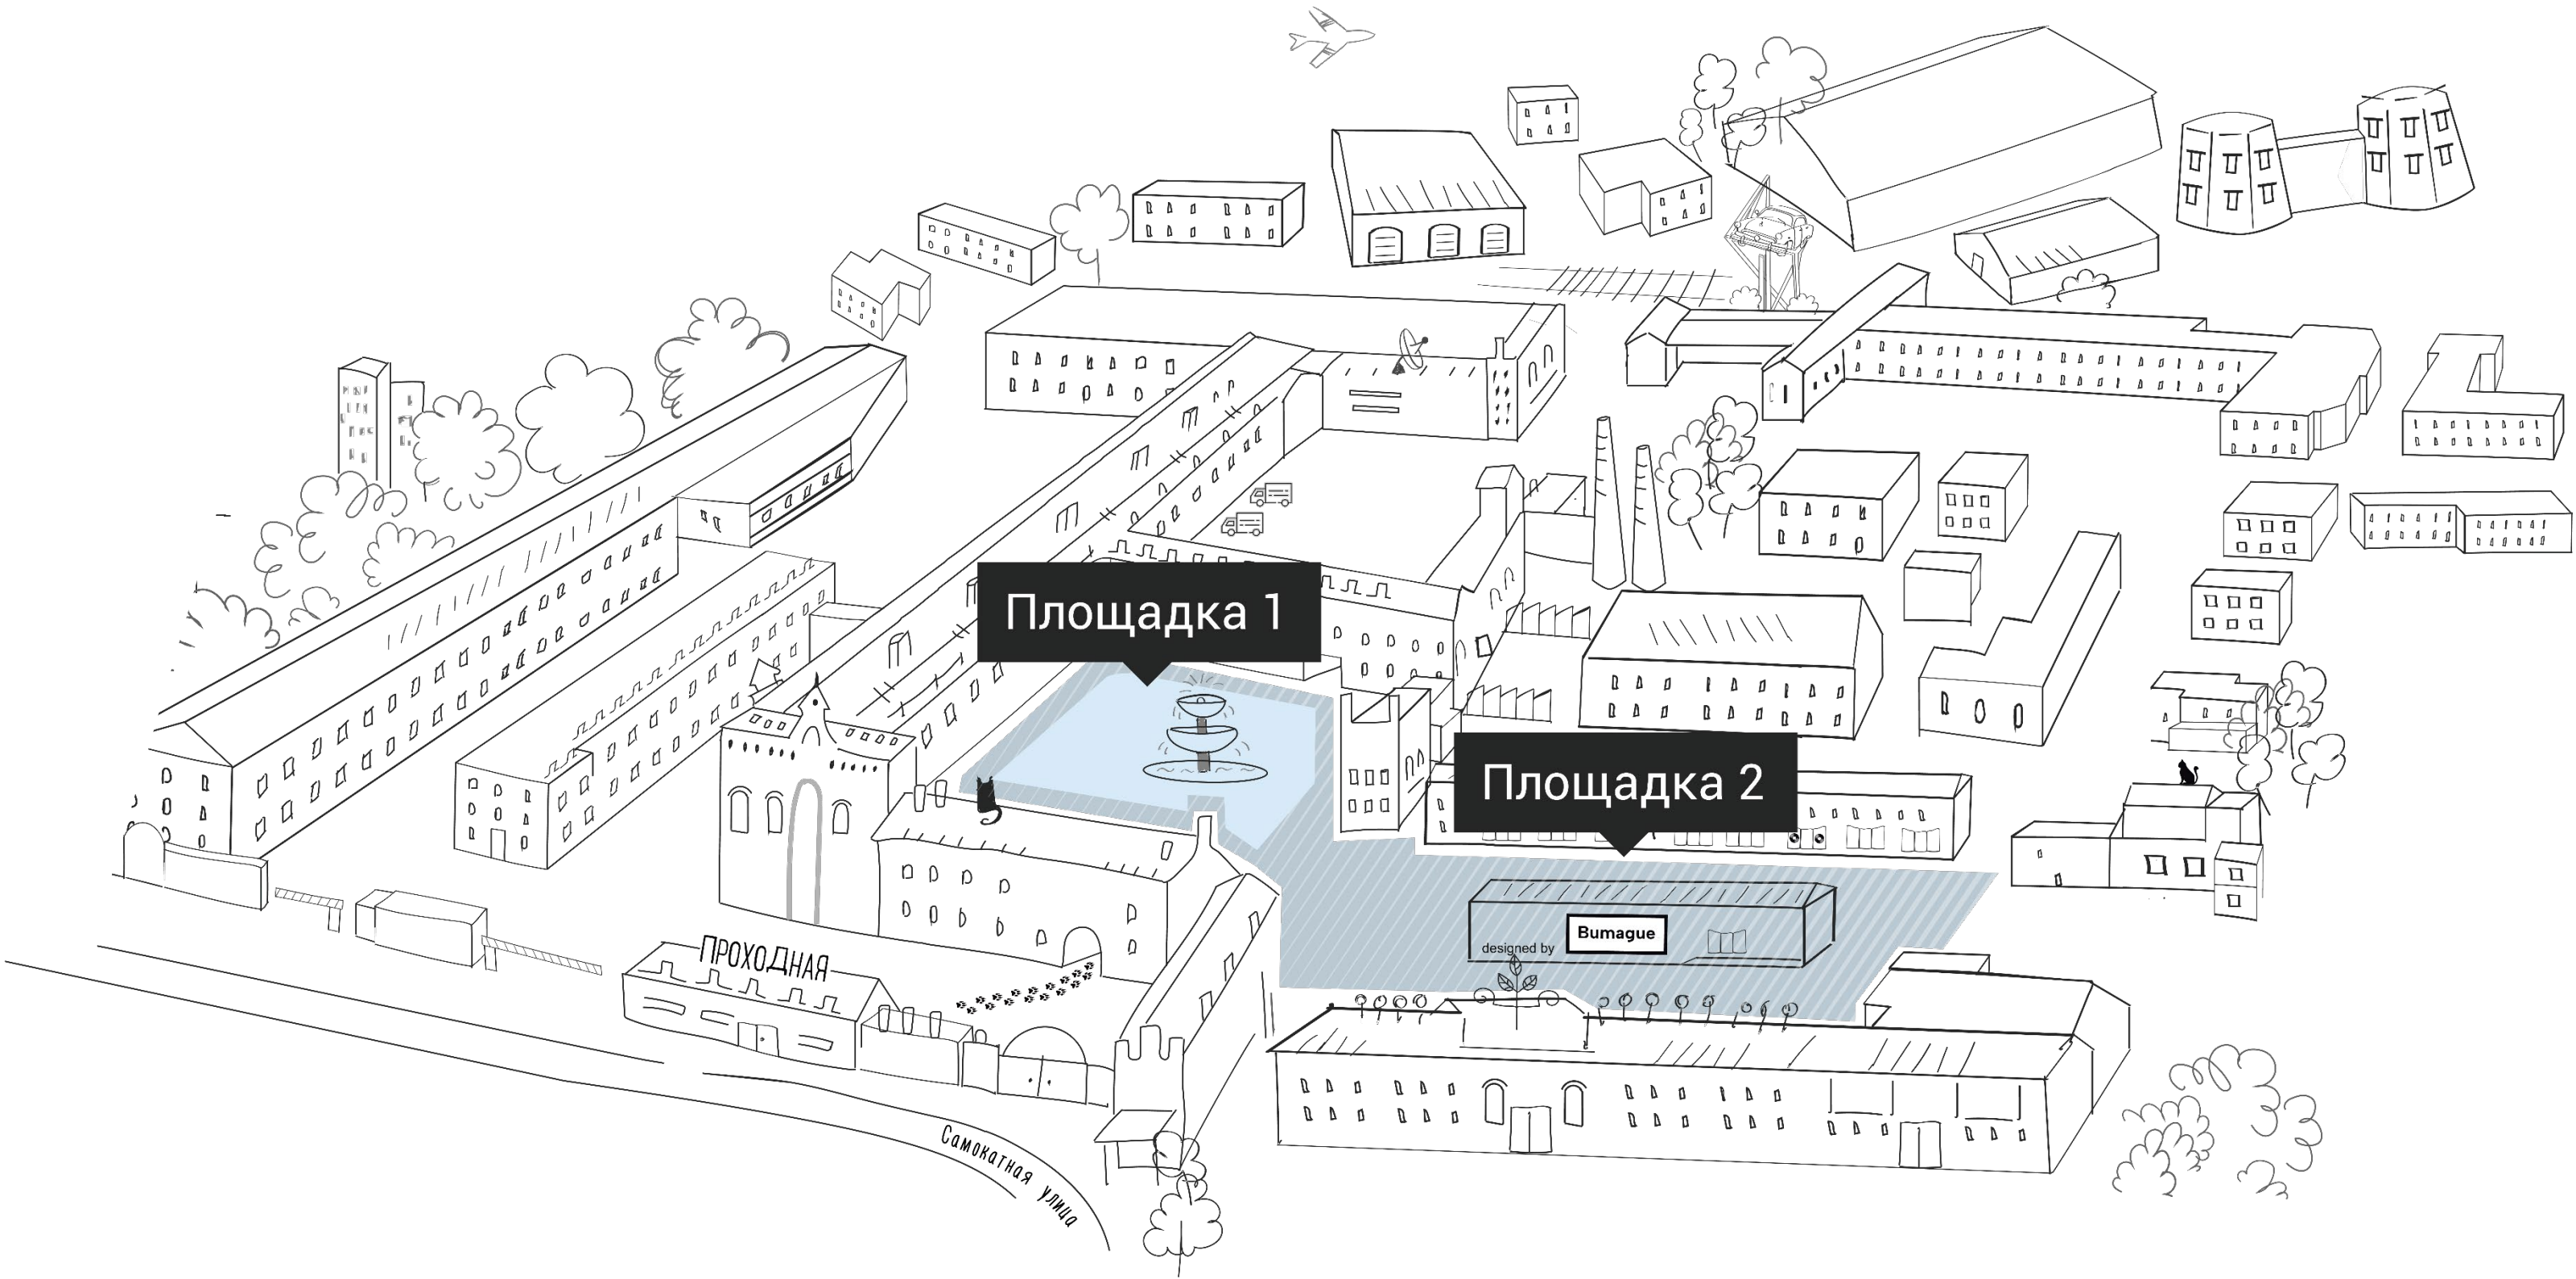 Площадка 1
Площадка 2
designed by
Bumague
ПРОХОДНАЯ
Самокатная улица